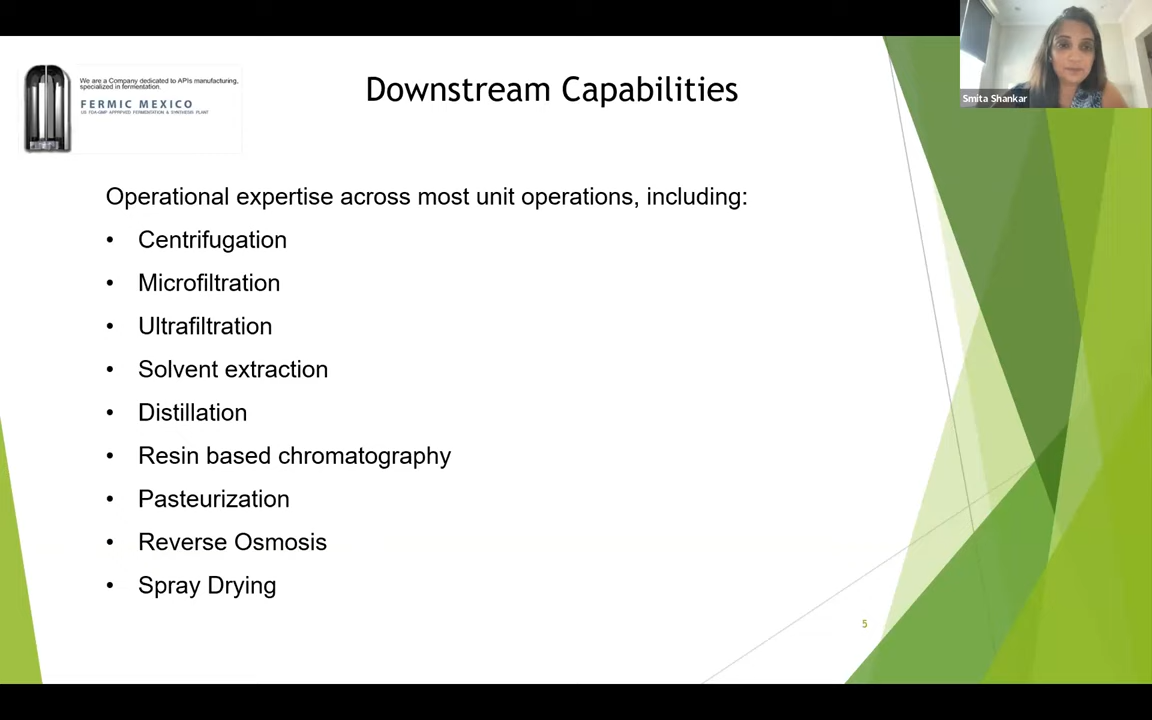 We are a Company dedicated to APIs manufacturing,
specialized in fermentation.
FERMIC MEXICO
US FDA-GMP APPRPVED FERMENTATION & SYNTHESIS PLANT
Downstream Capabilities
Smita Shankar
Operational expertise across most unit operations, including:
• Centrifugation
• Microfiltration
• Ultrafiltration
• Solvent extraction
• Distillation
• Resin based chromatography
• Pasteurization
• Reverse Osmosis
• Spray Drying
5